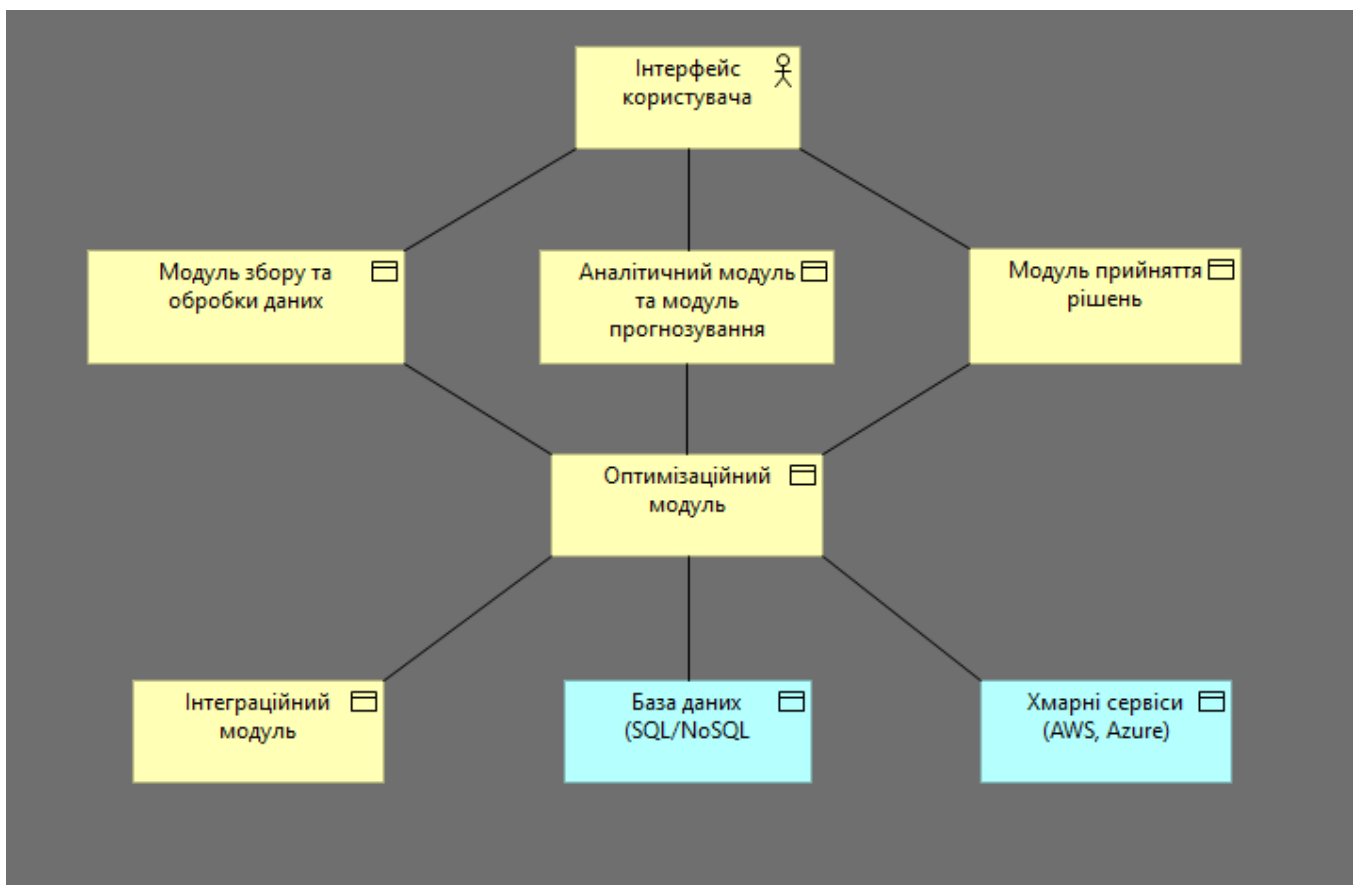 Інтерфейс
користувача
Модуль збору та
обробки даних
Аналітичний модуль
та модуль
прогнозування
Модуль прийняття
рішень
Оптимізаційний
модуль
Інтеграційний
модуль
База даних
(SQL/NoSQL
Хмарні сервіси
(AWS, Azure)